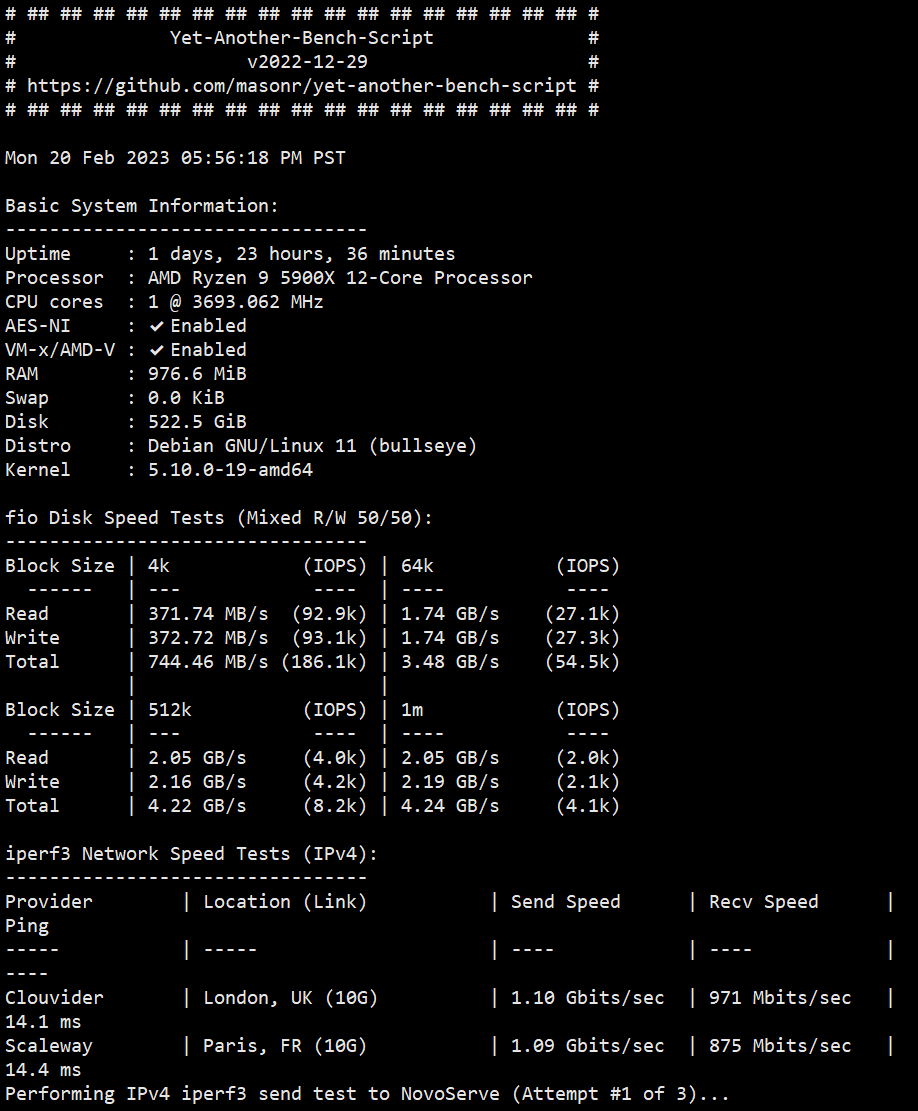 # ## ## ## ## ## ## ## ## ## ## ## ## ## ## ## ## ## #
#              Yet-Another-Bench-Script              #
#                     v2022-12-29                    #
# https://github.com/masonr/yet-another-bench-script #
# ## ## ## ## ## ## ## ## ## ## ## ## ## ## ## ## ## #
Mon 20 Feb 2023 05:56:18 PM PST
Basic System Information:
---------------------------------
Uptime     : 1 days, 23 hours, 36 minutes
Processor  : AMD Ryzen 9 5900X 12-Core Processor
CPU cores  : 1 @ 3693.062 MHz
AES-NI     : ✔ Enabled
VM-x/AMD-V : ✔ Enabled
RAM        : 976.6 MiB
Swap       : 0.0 KiB
Disk       : 522.5 GiB
Distro     : Debian GNU/Linux 11 (bullseye)
Kernel     : 5.10.0-19-amd64
fio Disk Speed Tests (Mixed R/W 50/50):
---------------------------------
Block Size | 4k            (IOPS) | 64k           (IOPS)
  ------   | ---            ----  | ----           ----
Read       | 371.74 MB/s  (92.9k) | 1.74 GB/s    (27.1k)
Write      | 372.72 MB/s  (93.1k) | 1.74 GB/s    (27.3k)
Total      | 744.46 MB/s (186.1k) | 3.48 GB/s    (54.5k)
           |                      |
Block Size | 512k          (IOPS) | 1m            (IOPS)
  ------   | ---            ----  | ----           ----
Read       | 2.05 GB/s     (4.0k) | 2.05 GB/s     (2.0k)
Write      | 2.16 GB/s     (4.2k) | 2.19 GB/s     (2.1k)
Total      | 4.22 GB/s     (8.2k) | 4.24 GB/s     (4.1k)
iperf3 Network Speed Tests (IPv4):
---------------------------------
Provider        | Location (Link)           | Send Speed      | Recv Speed      |
Ping
-----           | -----                     | ----            | ----            |
----
Clouvider       | London, UK (10G)          | 1.10 Gbits/sec  | 971 Mbits/sec   |
14.1 ms
Scaleway        | Paris, FR (10G)           | 1.09 Gbits/sec  | 875 Mbits/sec   |
14.4 ms
Performing IPv4 iperf3 send test to NovoServe (Attempt #1 of 3)...